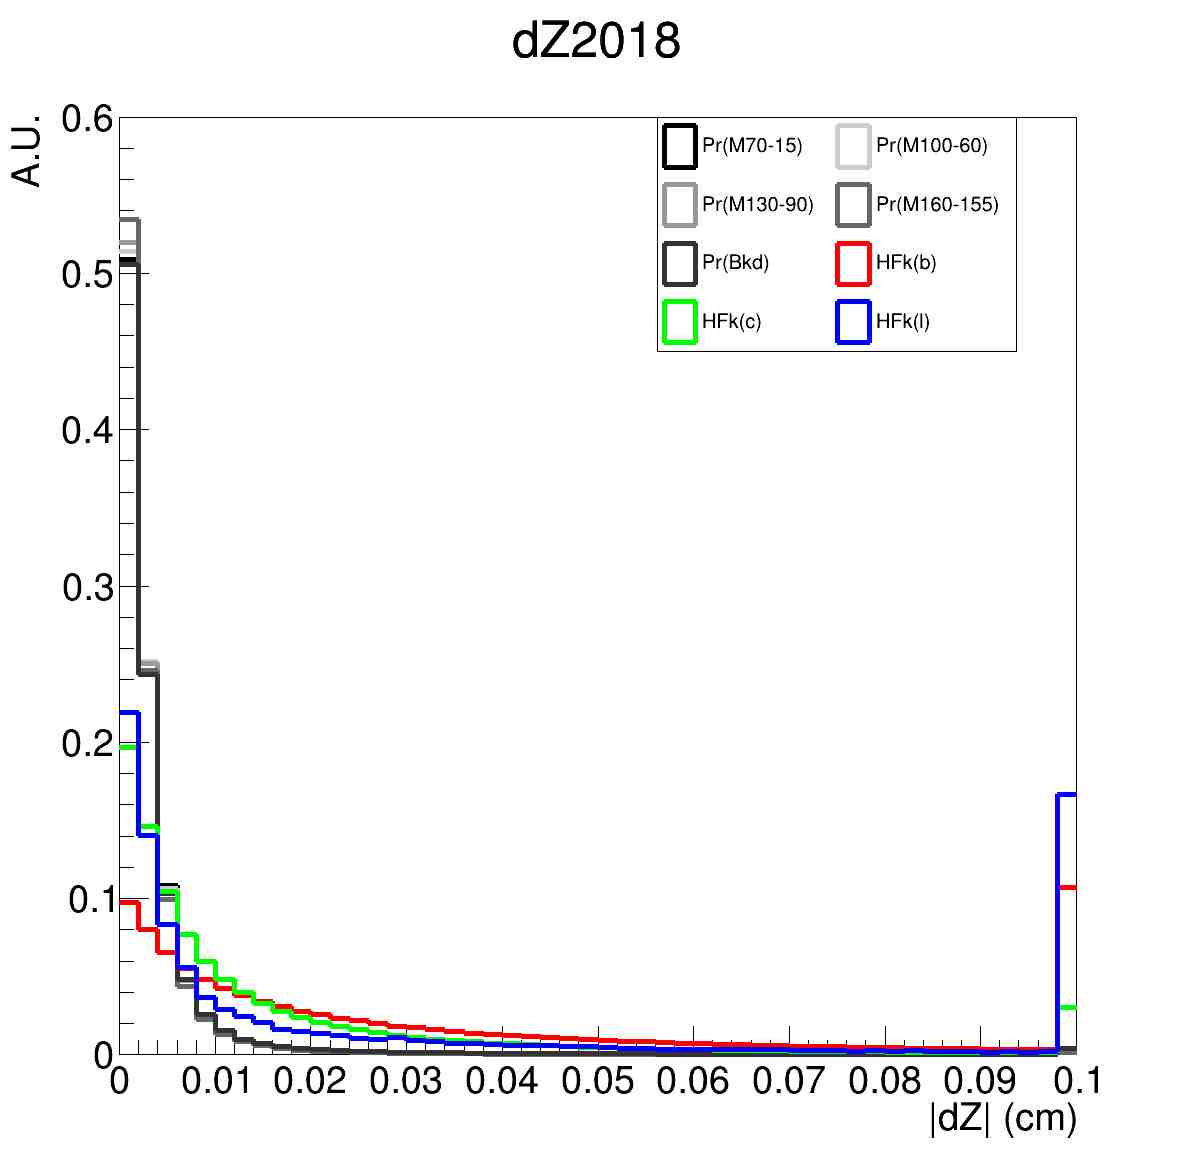 dZ2018
A.U.
0.6
0.5
0.4
0.3
0.2
0.1
0
Pr(M70-15) Pr(M100-60)
Pr(M130-90) Pr(M160-155)
Pr(Bkd) HFk(b)
HFk(c) HFk(l)
0 0.01 0.02 0.03 0.04 0.05 0.06 0.07 0.08 0.09 0.1
|dZ| (cm)